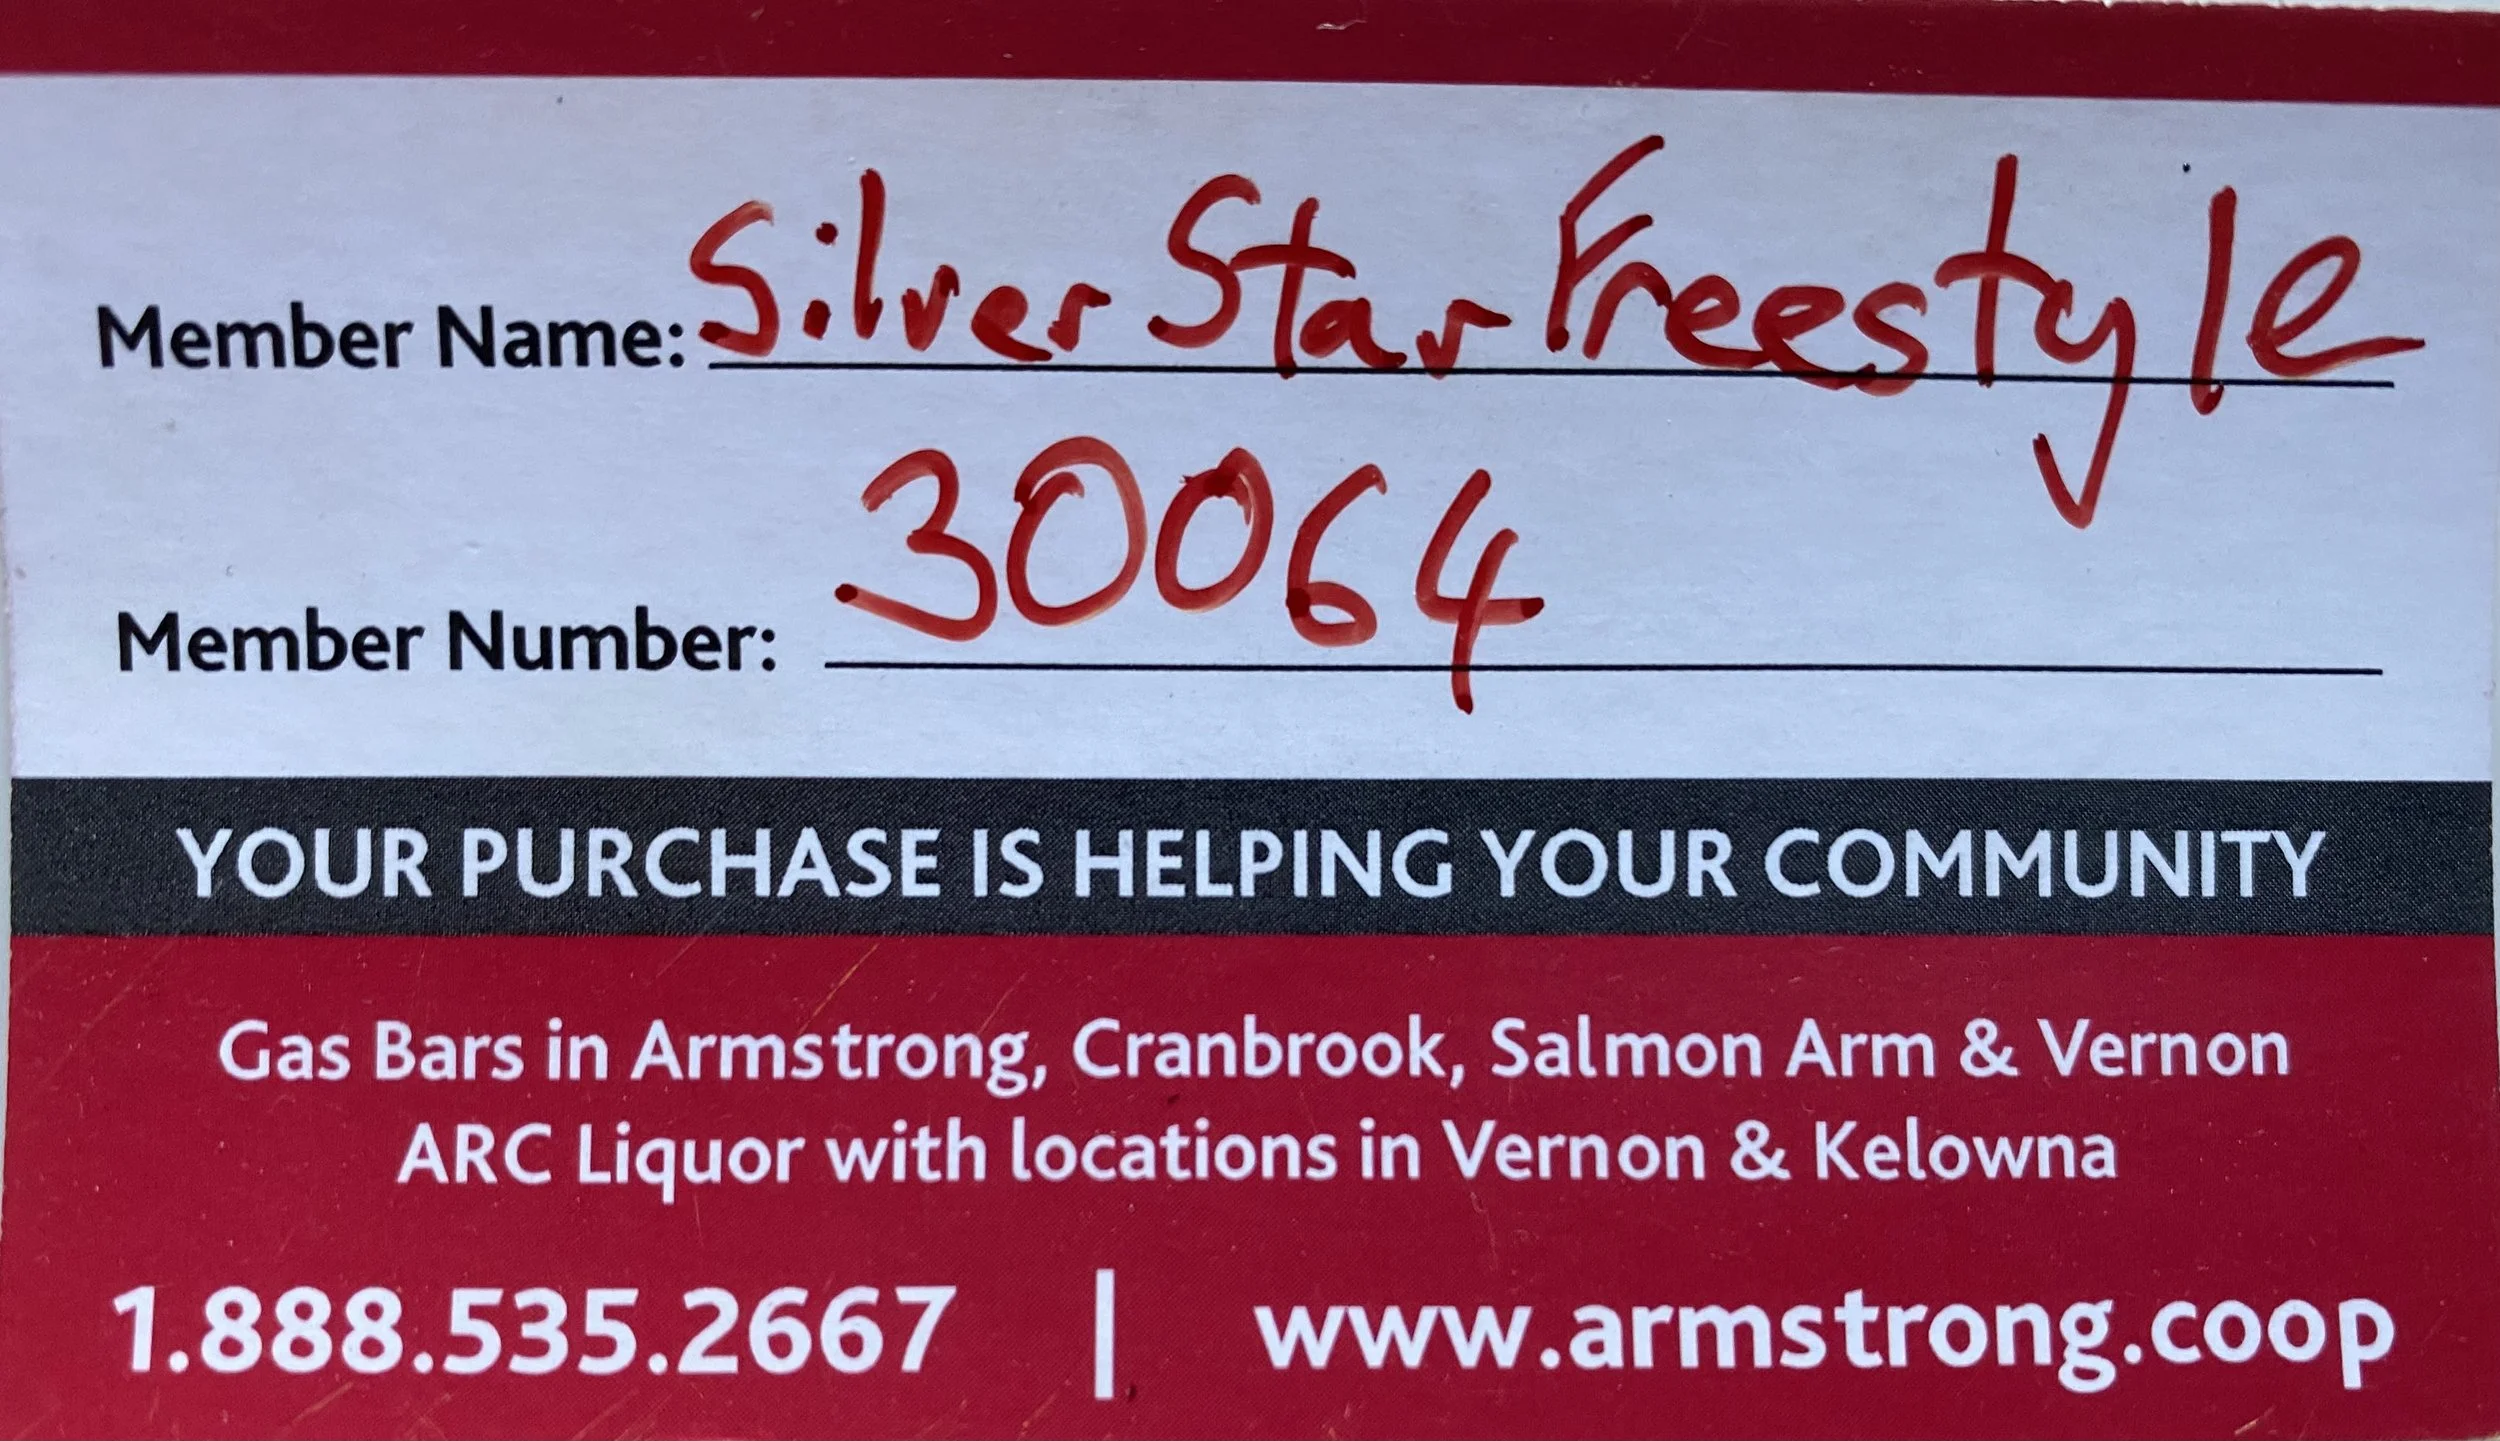 Member Name: Silver Star Freestyle
Member Number: 30064
YOUR PURCHASE IS HELPING YOUR COMMUNITY
Gas Bars in Armstrong, Cranbrook, Salmon Arm & Vernon
ARC Liquor with locations in Vernon & Kelowna
1.888.535.2667 | www.armstrong.coop